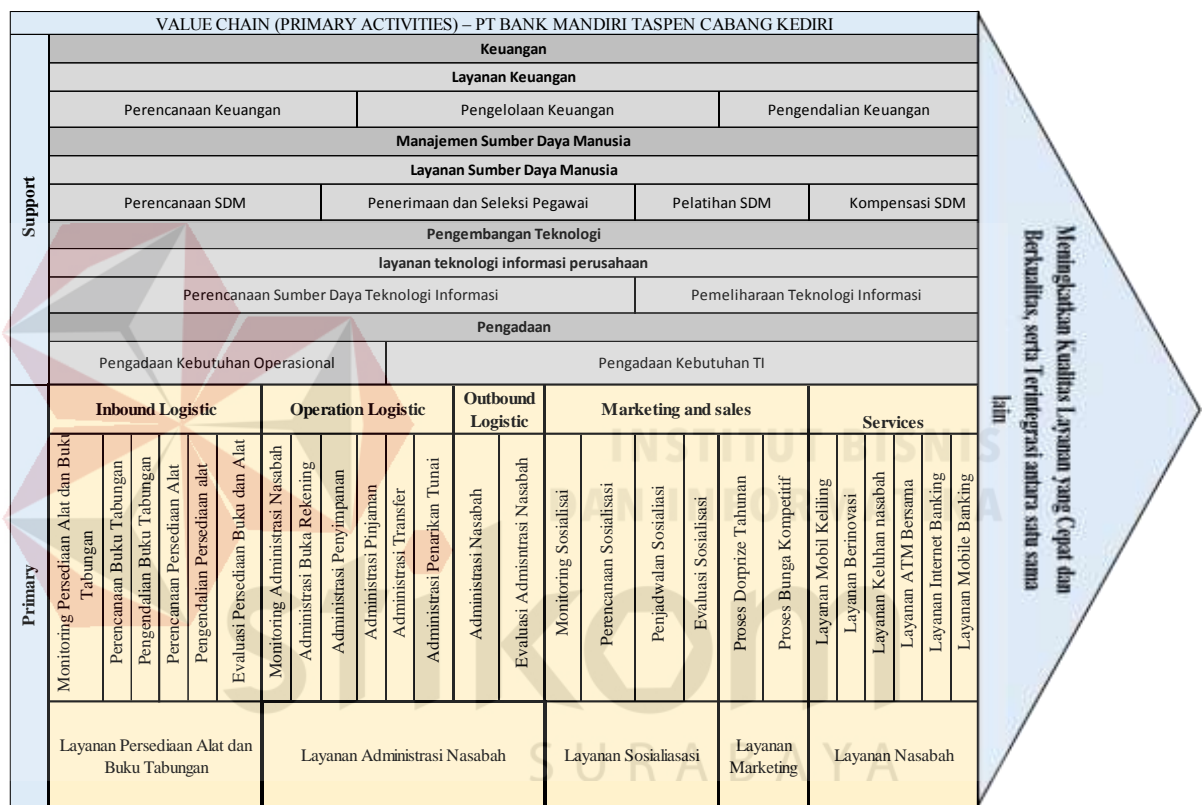 VALUE CHAIN (PRIMARY ACTIVITIES) – PT BANK MANDIRI TASPEN CABANG KEDIRI
Support
Keuangan
Layanan Keuangan
Perencanaan Keuangan
Pengelolaan Keuangan
Pengendalian Keuangan
Manajemen Sumber Daya Manusia
Layanan Sumber Daya Manusia
Perencanaan SDM
Penerimaan dan Seleksi Pegawai
Pelatihan SDM
Kompensasi SDM
Pengembangan Teknologi
layanan teknologi informasi perusahaan
Perencanaan Sumber Daya Teknologi Informasi
Pemeliharaan Teknologi Informasi
Pengadaan
Pengadaan Kebutuhan Operasional
Pengadaan Kebutuhan TI
Primary
Inbound Logistic
Operation Logistic
Outbound
Logistic
Marketing and sales
Services
Monitoring Persediaan Alat dan Buku
Tabungan
Perencanaan Buku Tabungan
Pengendalian Buku Tabungan
Perencanaan Persediaan Alat
Pengendalian Persediaan alat
Evaluasi Persediaan Buku dan Alat
Monitoring Administrasi Nasabah
Administrasi Buka Rekening
Administrasi Penyimpanan
Administrasi Pinjaman
Administrasi Transfer
Administrasi Penarikan Tunai
Administrasi Nasabah
Evaluasi Admisntrasi Nasabah
Monitoring Sosialisai
Perencanaan Sosialisasi
Penjadwalan Sosialiasi
Evaluasi Sosialisasi
Proses Dorprize Tahunan
Proses Bunga Kompetitif
Layanan Mobil Keliling
Layanan Berinovasi
Layanan Keluhan nasabah
Layanan ATM Bersama
Layanan Internet Banking
Layanan Mobile Banking
Layanan Persediaan Alat dan
Buku Tabungan
Layanan Administrasi Nasabah
Layanan Sosialiasasi
Layanan
Marketing
Layanan Nasabah
Meningkatkan Kualitas Layanan yang Cepat dan
Berkualitas, serta Terintegrasi antara satu sama
lain
INSTITUT BISNIS
DAN INFORMATIKA
stikom
SURABAYA